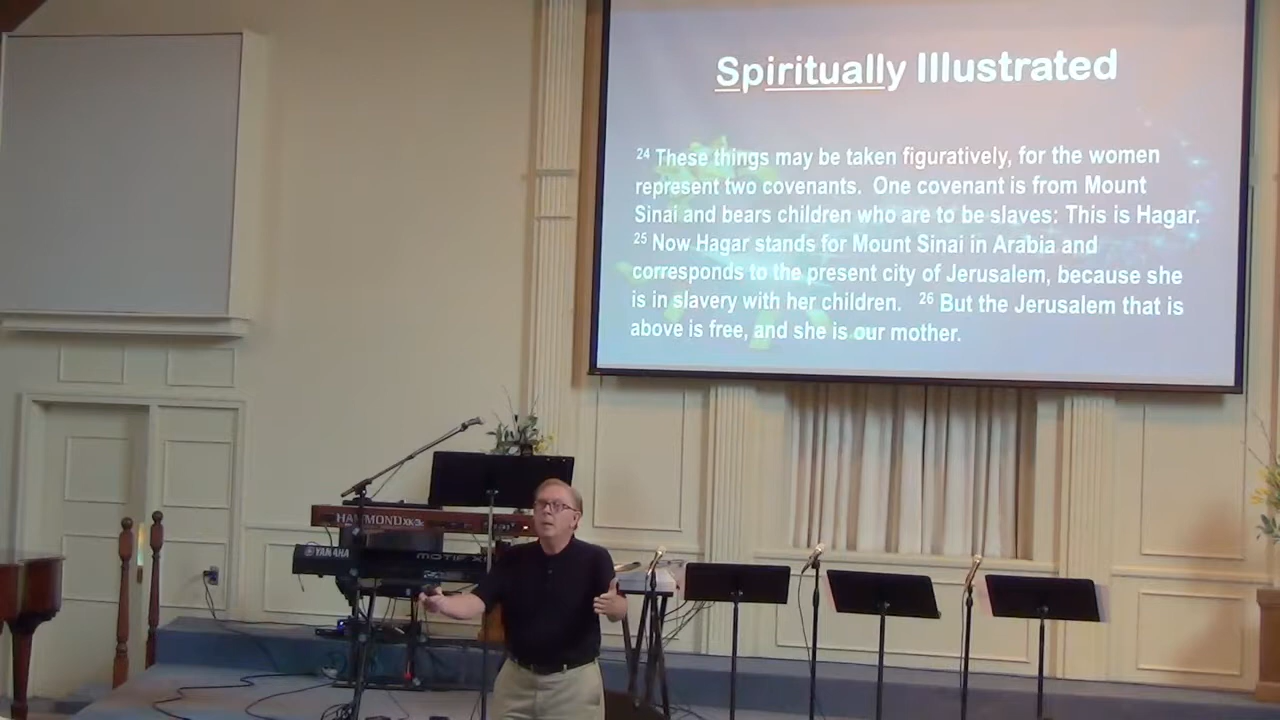 Spiritually Illustrated
24 These things may be taken figuratively, for the women
represent two covenants. One covenant is from Mount
Sinai and bears children who are to be slaves: This is Hagar.
25 Now Hagar stands for Mount Sinai in Arabia and
corresponds to the present city of Jerusalem, because she
is in slavery with her children. 26 But the Jerusalem that is
above is free, and she is our mother.
HAMMOND XK-3c
YAMAHA
MOTIF